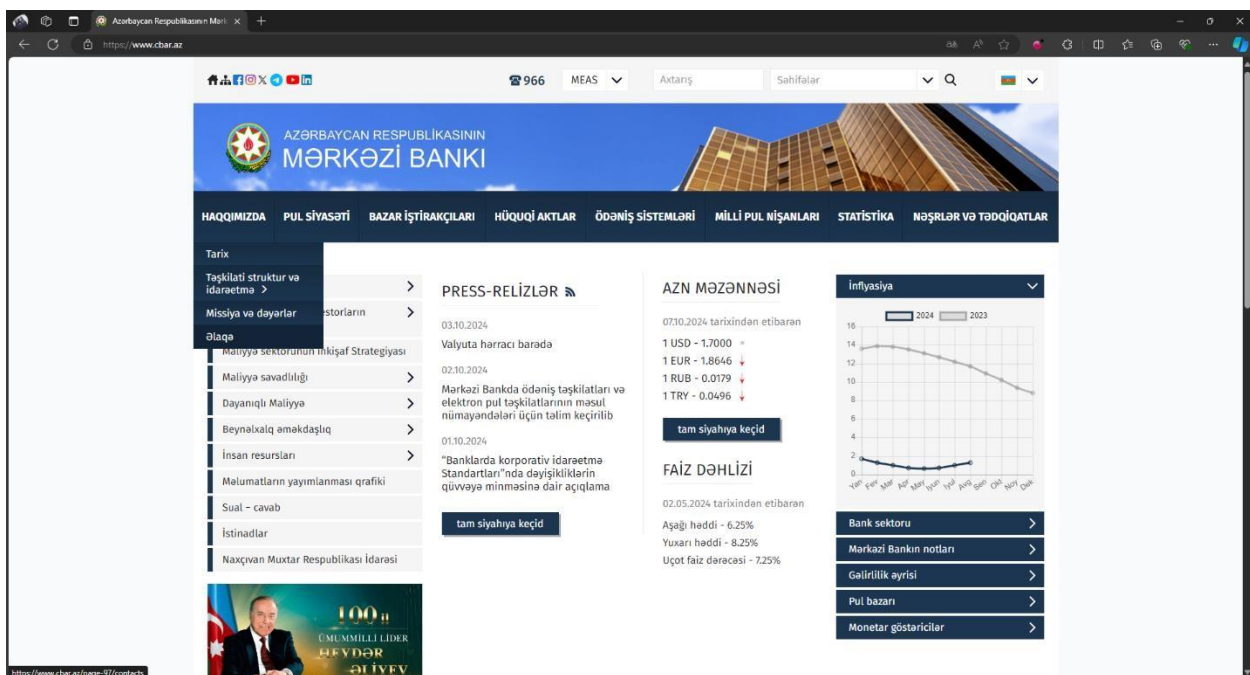 Azərbaycan Respublikasının Mərk
https://www.cbar.az
966
MEAS
Axtarış
Səhifələr
AZƏRBAYCAN RESPUBLİKASININ
MƏRKƏZİ BANKI
HAQQIMIZDA
PUL SİYASƏTİ
BAZAR İŞTİRAKÇILARI
HÜQUQİ AKTLAR
ÖDƏNİŞ SİSTEMLƏRİ
MİLLİ PUL NİŞANLARI
STATİSTİKA
NƏŞRLƏR VƏ TƏDQİQATLAR
Tarix
Təşkilati struktur və
idarəetmə >
Missiya və dəyərlər
Əlaqə
estorların
Maliyyə sektorunun İnkişaf Strategiyası
Maliyyə savadlılığı
Dayanıqlı Maliyyə
Beynəlxalq əməkdaşlıq
İnsan resursları
Məlumatların yayımlanması qrafiki
Sual – cavab
İstinadlar
Naxçıvan Muxtar Respublikası İdarəsi
100 il
ÜMUMMİLLİ LİDER
HEYDƏR
ƏLİYEV
PRESS-RELİZLƏR
03.10.2024
Valyuta hərracı barədə
02.10.2024
Mərkəzi Bankda ödəniş təşkilatları və
elektron pul təşkilatlarının məsul
nümayəndələri üçün təlim keçirilib
01.10.2024
“Banklarda korporativ idarəetmə
Standartları”nda dəyişikliklərin
qüvvəyə minməsinə dair açıqlama
tam siyahıya keçid
AZN MƏZƏNNƏSİ
07.10.2024 tarixindən etibarən
1 USD - 1.7000
1 EUR - 1.8646
1 RUB - 0.0179
1 TRY - 0.0496
tam siyahıya keçid
FAİZ DƏHLİZİ
02.05.2024 tarixindən etibarən
Aşağı həddi - 6.25%
Yuxarı həddi - 8.25%
Uçot faiz dərəcəsi - 7.25%
İnflyasiya
2024 2023
16
14
12
10
8
6
4
2
0
Yan Fev Mar Apr May İyun İyul Avq Sen Okt Noy Dek
Bank sektoru
Mərkəzi Bankın notları
Gəlirlilik əyrisi
Pul bazarı
Monetar göstəricilər
https://www.cbar.az/page-97/contacts